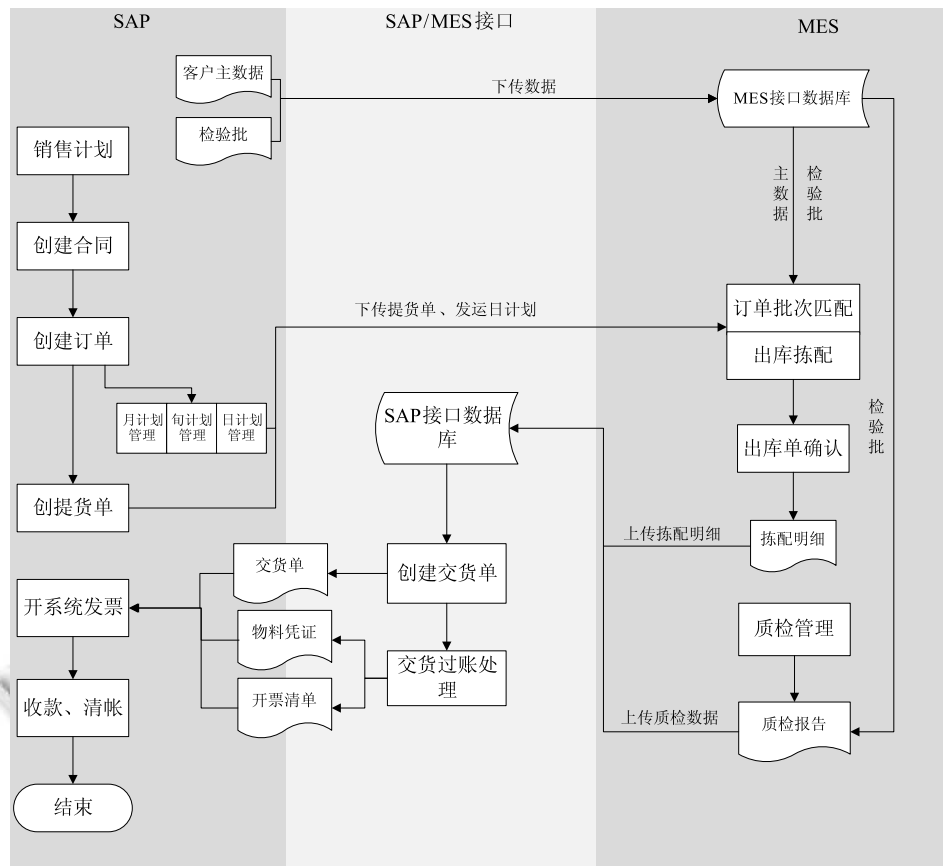 SAP
SAP/MES接口
MES
客户主数据
下传数据
MES接口数据库
检验批
销售计划
主数据
检验批
创建合同
下传提货单、发运日计划
订单批次匹配
创建订单
出库拣配
月计划
管理
旬计划
管理
日计划
管理
SAP接口数据
库
检验批
出库单确认
创提货单
上传拣配明细
拣配明细
交货单
创建交货单
开系统发票
物料凭证
质检管理
交货过账处
理
收款、清帐
开票清单
上传质检数据
质检报告
结束